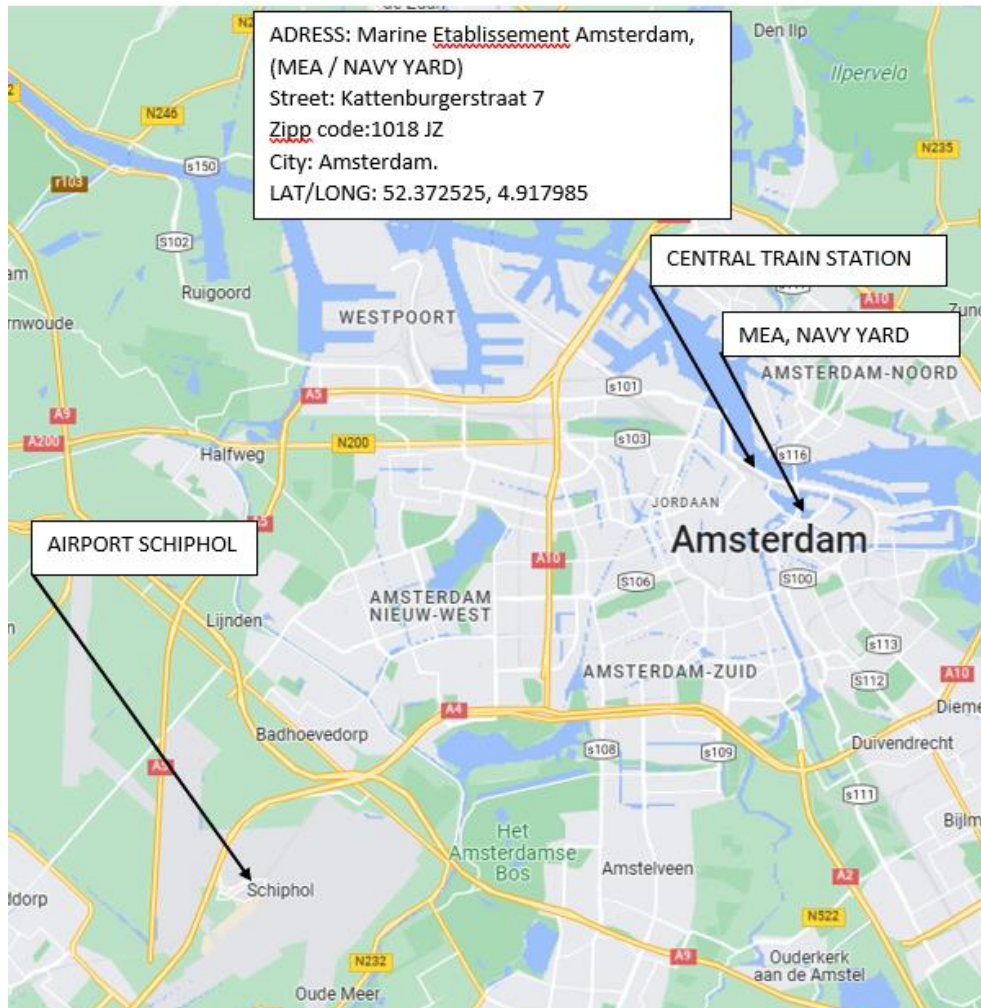 ADRESS: Marine Etablissement Amsterdam,
(MEA / NAVY YARD)
Street: Kattenburgerstraat 7
Zipp code:1018 JZ
City: Amsterdam.
LAT/LONG: 52.372525, 4.917985
Den Ilp
Ilperveld
N246
N235
s150
r103
S102
CENTRAL TRAIN STATION
Ruigoord
A10
WESTPOORT
MEA, NAVY YARD
AMSTERDAM-NOORD
A5
s101
A9
A200
N200
s103
Halfweg
s116
JORDAAN
A5
Amsterdam
AIRPORT SCHIPHOL
A10
S106
S100
AMSTERDAM
NIEUW-WEST
Lijnden
s113
AMSTERDAM-ZUID
S112
A10
A4
Badhoevedorp
s108
s109
Duivendrecht
A5
s111
Het
Amsterdamse
Bos
Amstelveen
A2
Schiphol
N522
N232
A9
Ouderkerk
aan de Amstel
Oude Meer